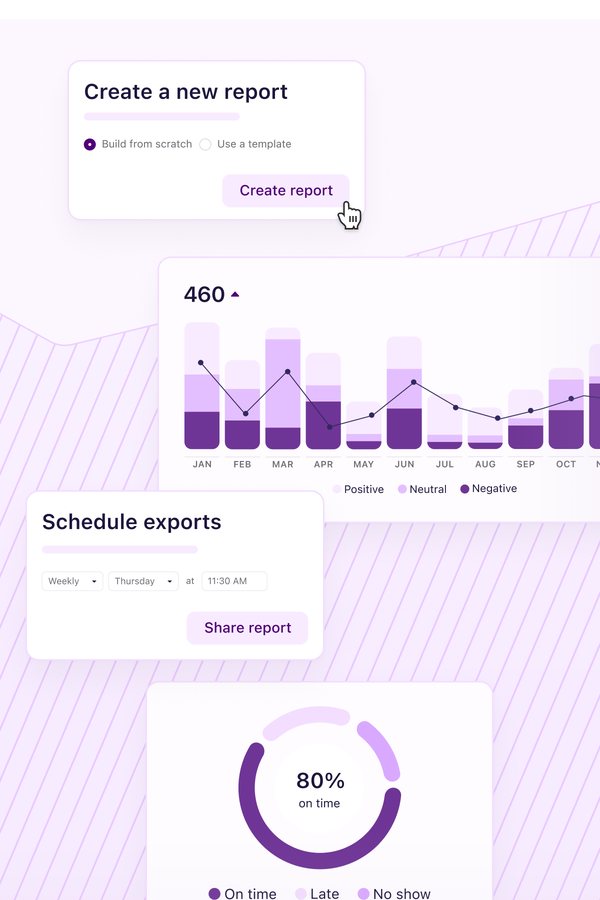 Create a new report
Build from scratch Use a template
Create report
460
JAN FEB MAR APR MAY JUN JUL AUG SEP OCT
Positive Neutral Negative
Schedule exports
Weekly Thursday at 11:30 AM
Share report
80%
on time
On time Late No show